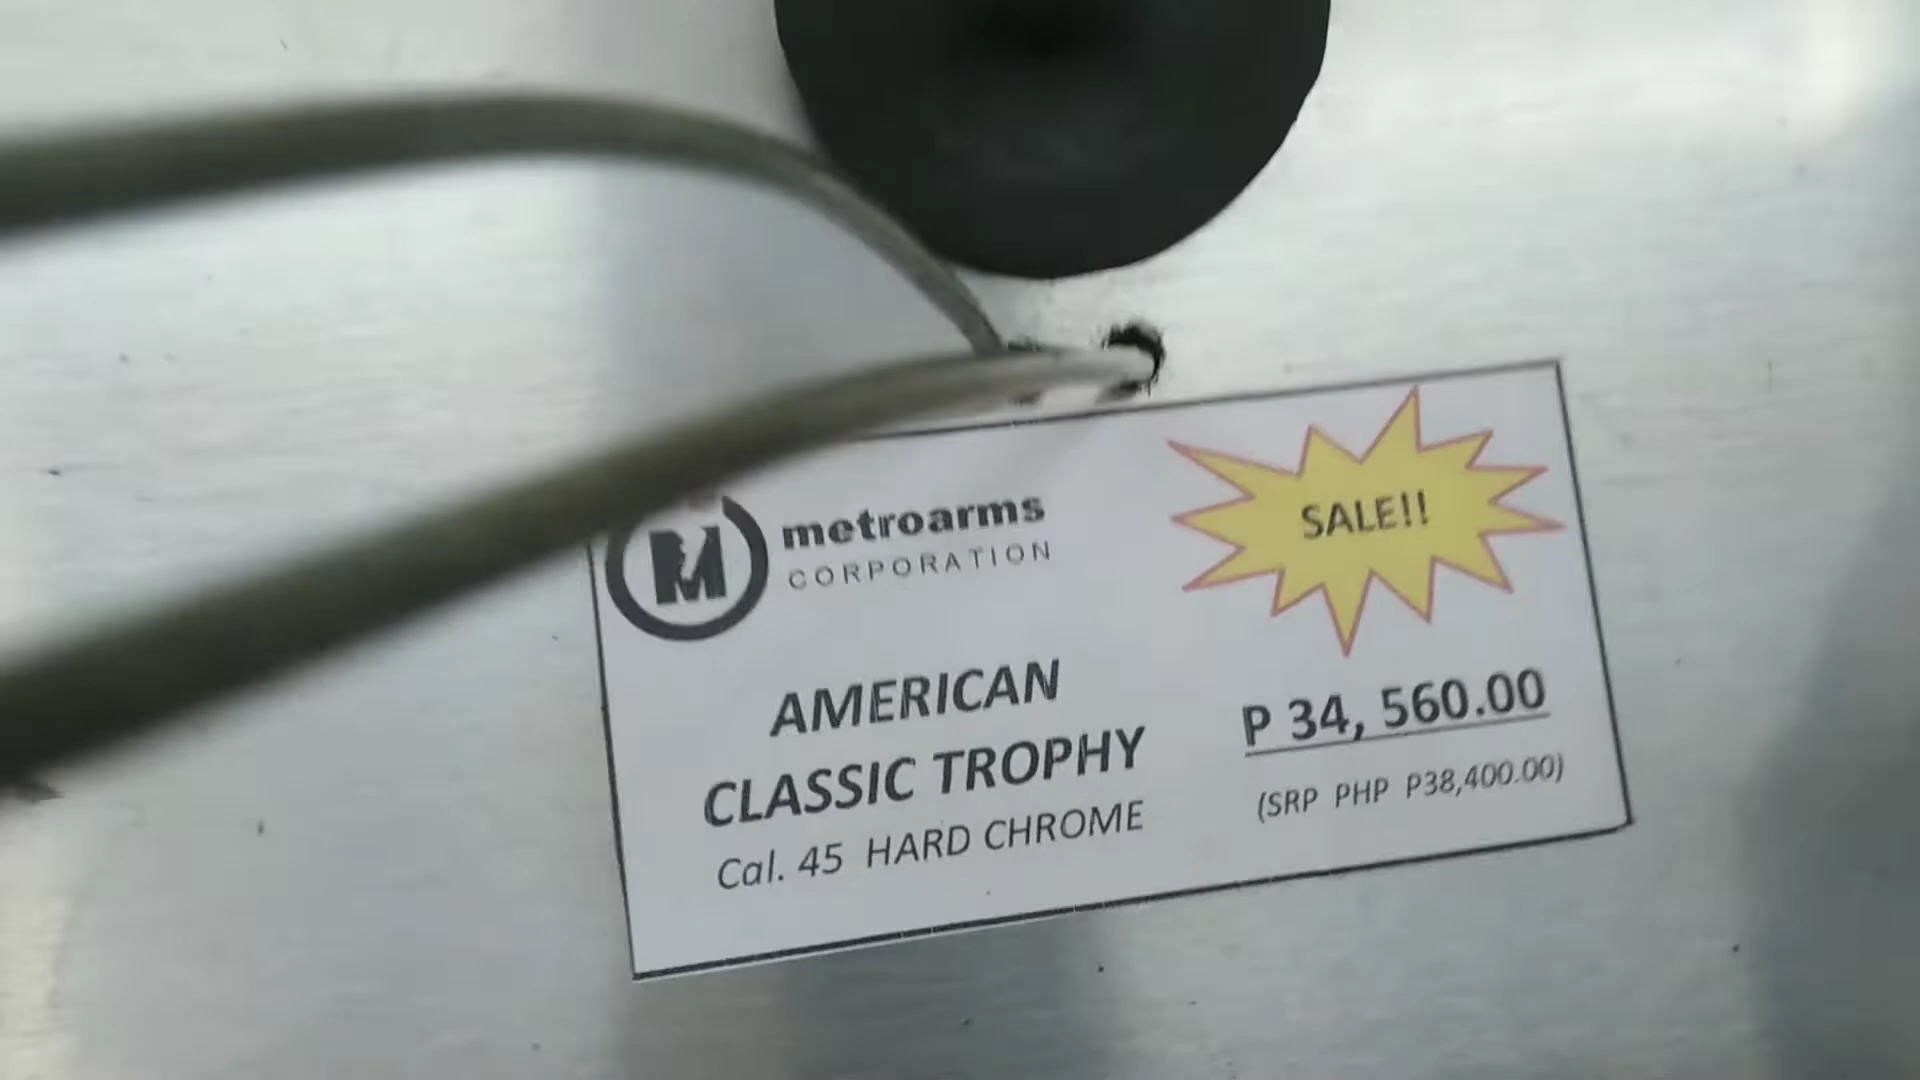 metroarms
CORPORATION
SALE!!
AMERICAN
CLASSIC TROPHY
Cal. 45 HARD CHROME
P 34, 560.00
(SRP PHP P38,400.00)